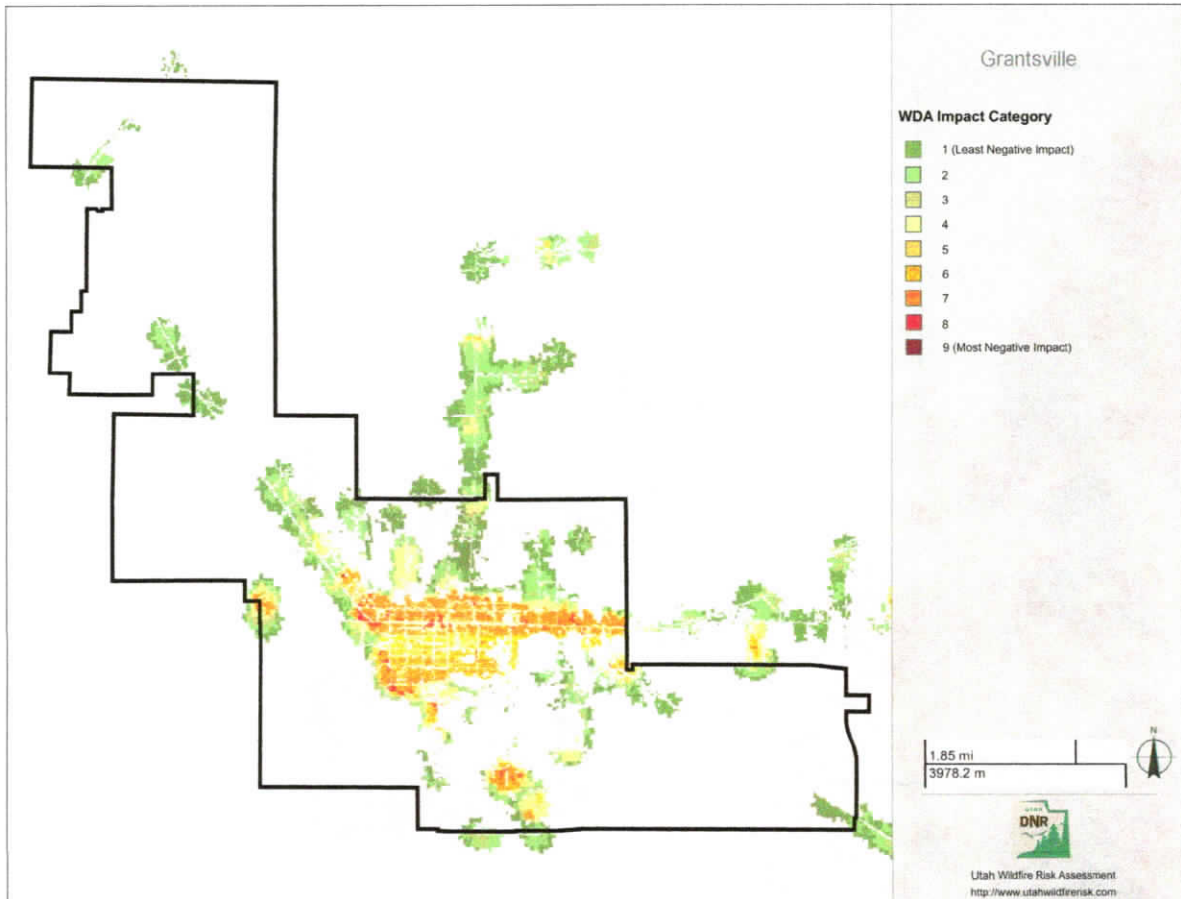 Grantsville
WDA Impact Category
1 (Least Negative Impact)
2
3
4
5
6
7
8
9 (Most Negative Impact)
1.85 mi
3978.2 m
N
UTAH
DNR
Utah Wildfire Risk Assessment
http://www.utahwildfirerisk.com